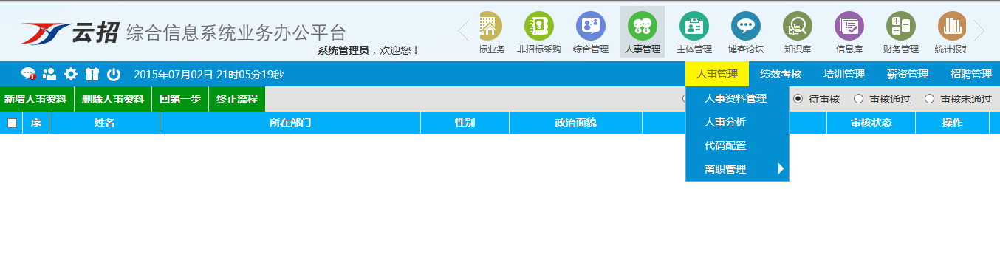 云招 综合信息系统业务办公平台
系统管理员，欢迎您！
标业务 非招标采购 综合管理 人事管理 主体管理 博客论坛 知识库 信息库 财务管理 统计报表
2015年07月02日 21时05分19秒
人事管理 绩效考核 培训管理 薪资管理 招聘管理
新增人事资料 删除人事资料 回第一步 终止流程
人事资料管理
待审核 审核通过 审核未通过
序 姓名 所在部门 性别 政治面貌 审核状态 操作
人事分析
代码配置
离职管理